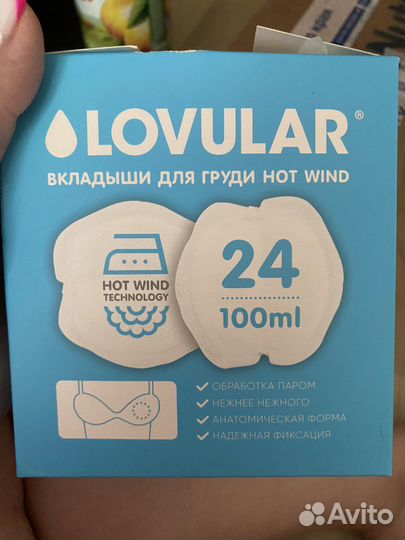 LOVULAR®
ВКЛАДЫШИ ДЛЯ ГРУДИ HOT WIND
HOT WIND
TECHNOLOGY
24
100ml
ОБРАБОТКА ПАРОМ
НЕЖНЕЕ НЕЖНОГО
АНАТОМИЧЕСКАЯ ФОРМА
НАДЕЖНАЯ ФИКСАЦИЯ
Avito